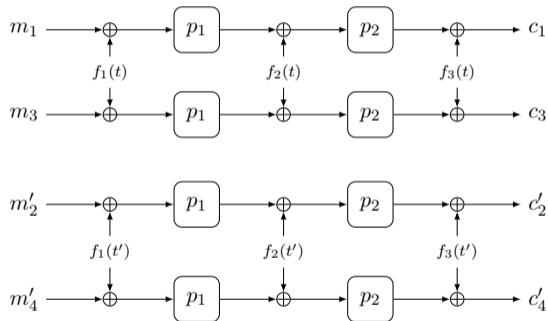 m₁ p₁ p₂ c₁
f₁(t) f₂(t) f₃(t)
m₃ p₁ p₂ c₃
m′₂ p₁ p₂ c′₂
f₁(t′) f₂(t′) f₃(t′)
m′₄ p₁ p₂ c′₄